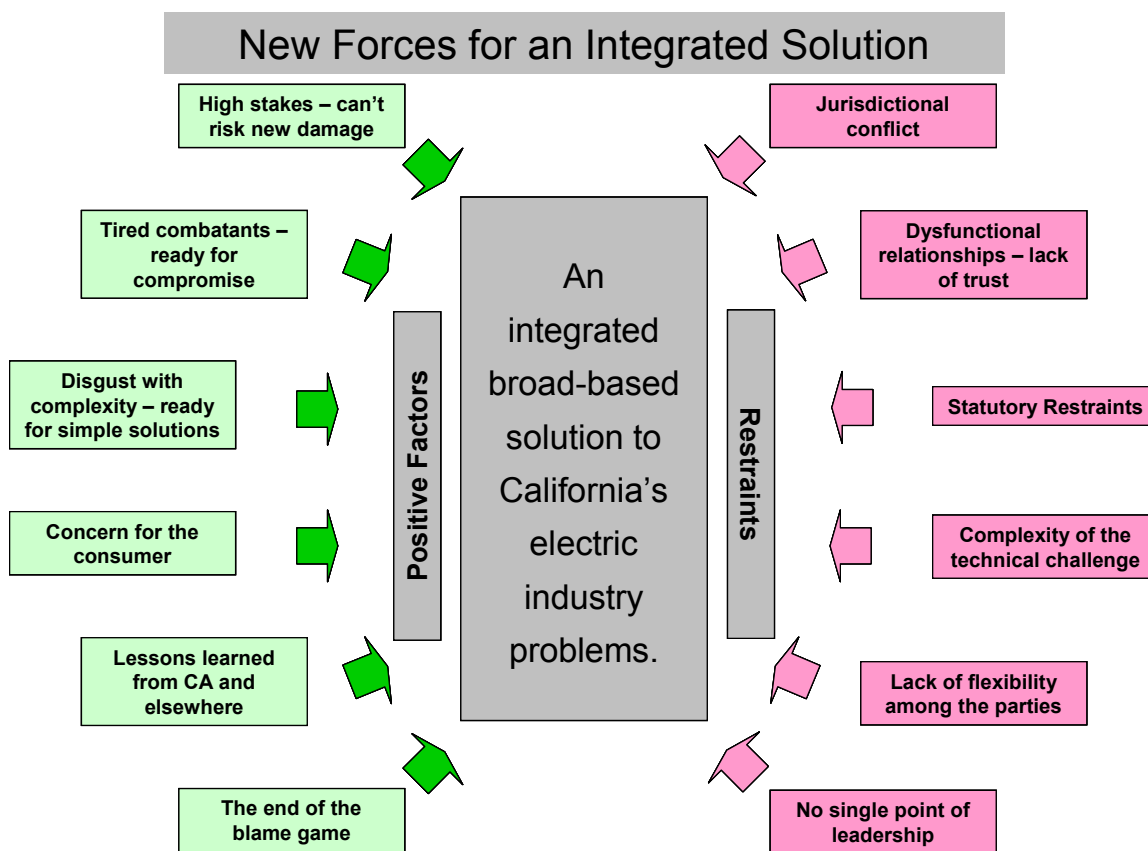 New Forces for an Integrated Solution
High stakes – can’t
risk new damage
Tired combatants –
ready for
compromise
Disgust with
complexity – ready
for simple solutions
Concern for the
consumer
Lessons learned
from CA and
elsewhere
The end of the
blame game
Positive Factors
An
integrated
broad-based
solution to
California’s
electric
industry
problems.
Restraints
Jurisdictional
conflict
Dysfunctional
relationships – lack
of trust
Statutory Restraints
Complexity of the
technical challenge
Lack of flexibility
among the parties
No single point of
leadership